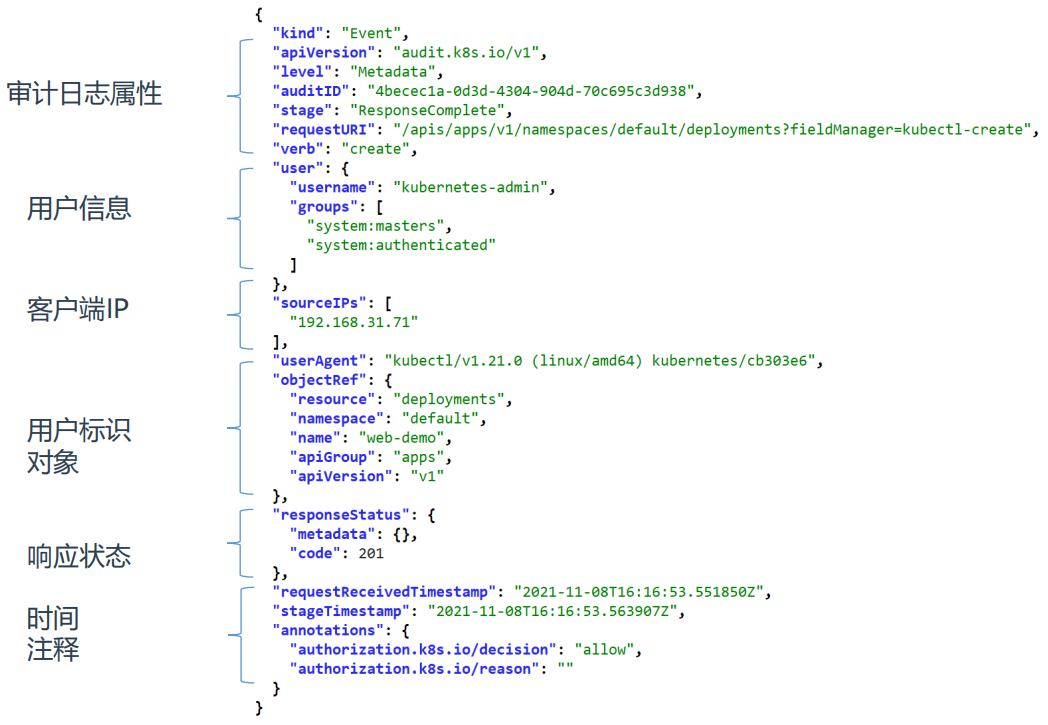 {
"kind": "Event",
"apiVersion": "audit.k8s.io/v1",
"level": "Metadata",
审计日志属性
"auditID": "4becec1a-0d3d-4304-904d-70c695c3d938",
"stage": "ResponseComplete",
"requestURI": "/apis/apps/v1/namespaces/default/deployments?fieldManager=kubectl-create",
"verb": "create",
"user": {
"username": "kubernetes-admin",
用户信息
"groups": [
"system:masters",
"system:authenticated"
]
},
客户端IP
"sourceIPs": [
"192.168.31.71"
],
"userAgent": "kubectl/v1.21.0 (linux/amd64) kubernetes/cb303e6",
"objectRef": {
"resource": "deployments",
"namespace": "default",
用户标识
对象
"name": "web-demo",
"apiGroup": "apps",
"apiVersion": "v1"
},
"responseStatus": {
"metadata": {},
响应状态
"code": 201
},
"requestReceivedTimestamp": "2021-11-08T16:16:53.551850Z",
时间
注释
"stageTimestamp": "2021-11-08T16:16:53.563907Z",
"annotations": {
"authorization.k8s.io/decision": "allow",
"authorization.k8s.io/reason": ""
}
}